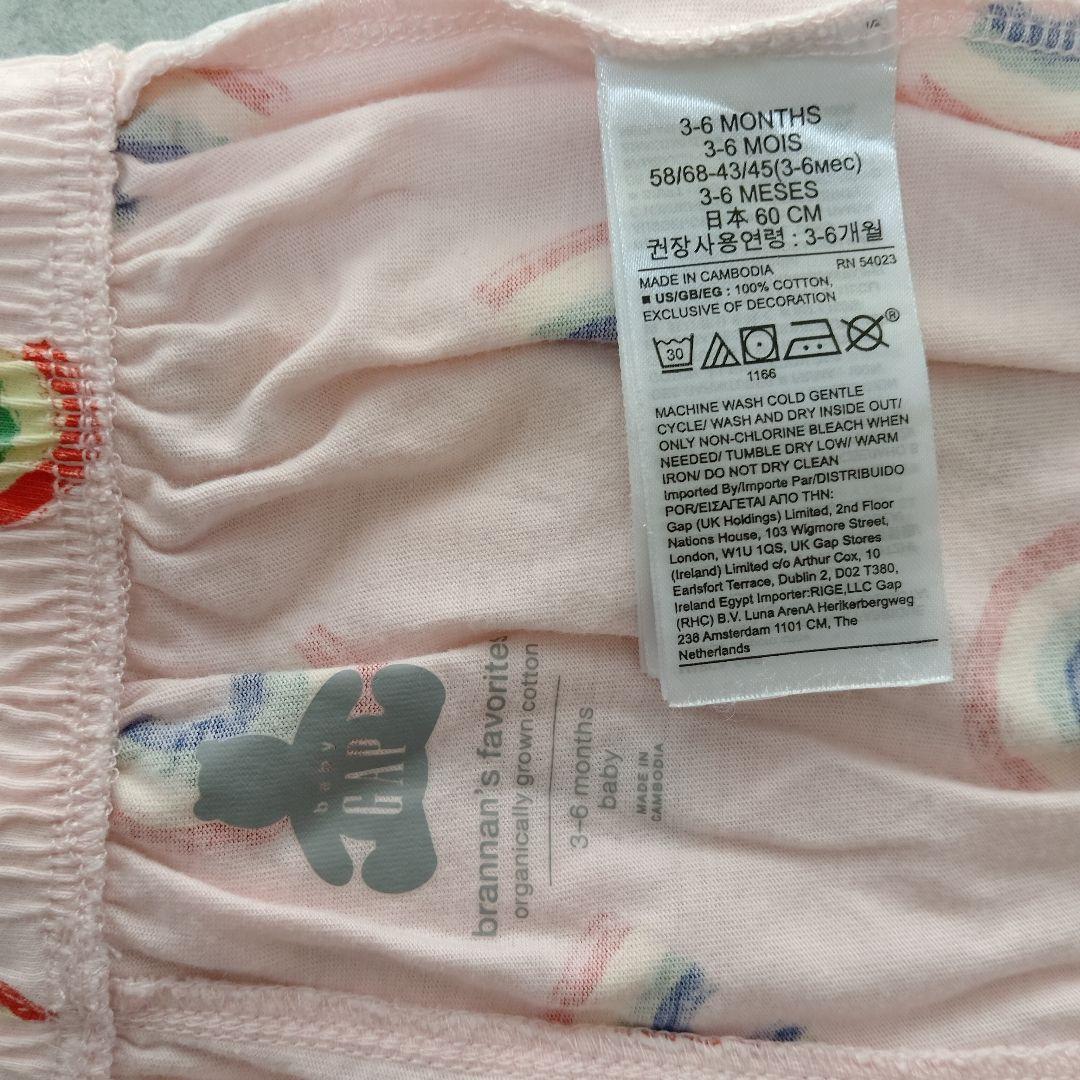 1/2
3-6 MONTHS
3-6 MOIS
58/68-43/45(3-6мес)
3-6 MESES
日本 60 CM
권장사용연령 : 3-6개월
MADE IN CAMBODIA RN 54023
■ US/GB/EG : 100% COTTON,
EXCLUSIVE OF DECORATION
30
®
1166
MACHINE WASH COLD GENTLE
CYCLE/ WASH AND DRY INSIDE OUT/
ONLY NON-CHLORINE BLEACH WHEN
NEEDED/ TUMBLE DRY LOW/ WARM
IRON/ DO NOT DRY CLEAN
Imported By/Importe Par/DISTRIBUIDO
POR/ΕΙΣΑΓΕΤΑΙ ΑΠΟ ΤΗΝ:
Gap (UK Holdings) Limited, 2nd Floor
Nations House, 103 Wigmore Street,
London, W1U 1QS, UK Gap Stores
(Ireland) Limited c/o Arthur Cox, 10
Earlsfort Terrace, Dublin 2, D02 T380,
Ireland Egypt Importer:RIGE,LLC Gap
(RHC) B.V. Luna ArenA Herikerbergweg
238 Amsterdam 1101 CM, The
Netherlands
baby
GAP
brannan's favorites
organically grown cotton
3-6 months
baby
MADE IN
CAMBODIA